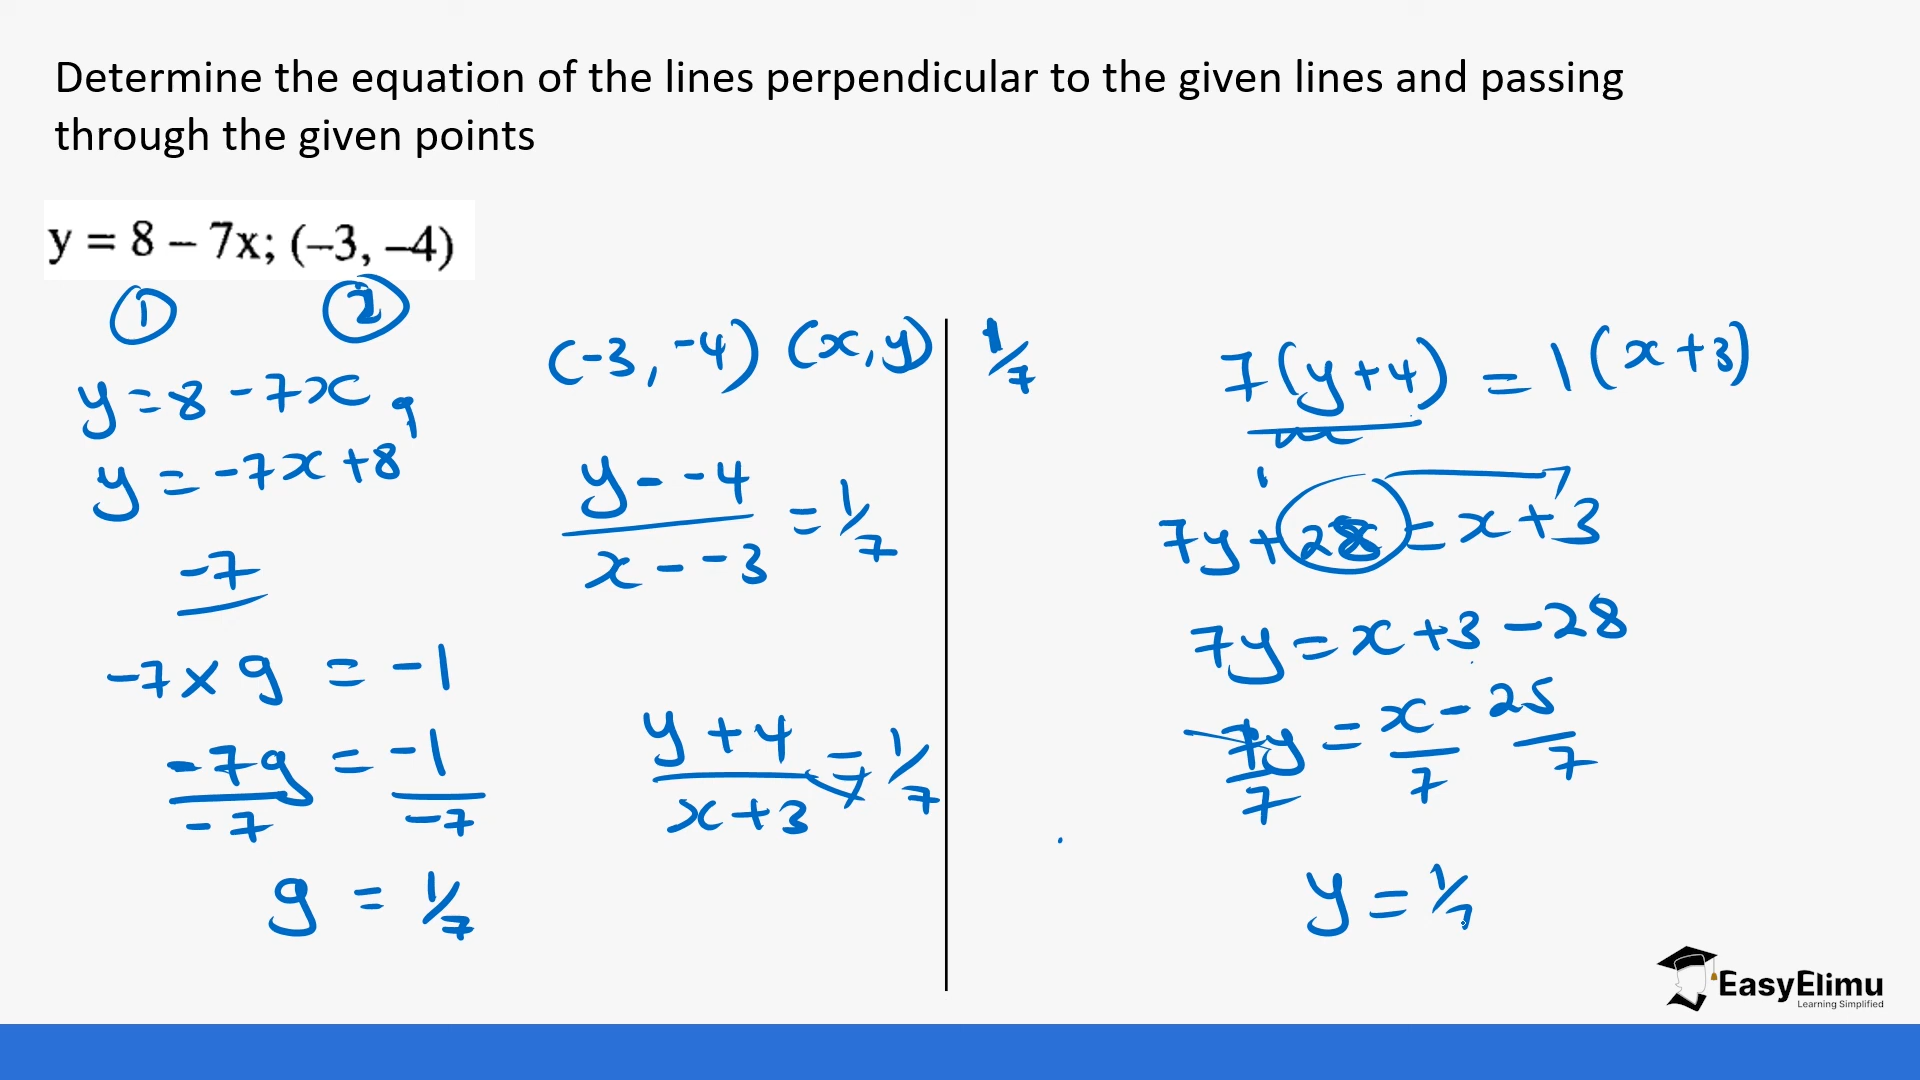 Determine the equation of the lines perpendicular to the given lines and passing
through the given points
y = 8 – 7x; (–3, –4)
1 2
y = 8 - 7x
y = -7x + 8
-7
-7 x g = -1
-7g = -1
-7 -7
g = 1/7
(-3, -4) (x, y)
y - -4
x - -3 = 1/7
y + 4
x + 3 = 1/7
1/7
7(y + 4) = 1(x + 3)
7y + 28 = x + 3
7y = x + 3 - 28
7y = x - 25
7 7 7
y = 1/7
EasyElimu
Learning Simplified